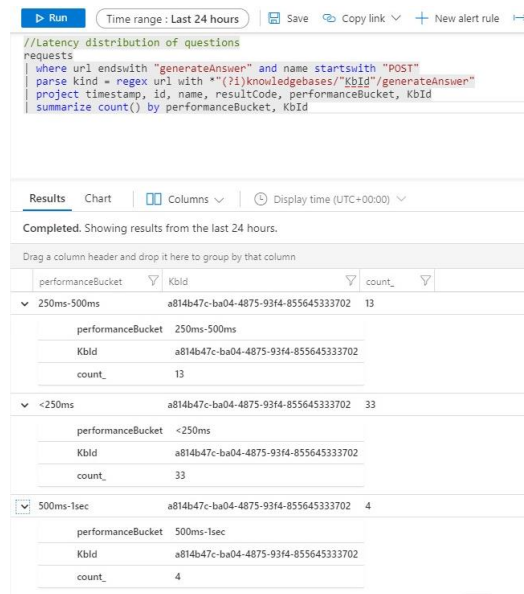 Run Time range : Last 24 hours Save Copy link New alert rule
//Latency distribution of questions
requests
| where url endswith "generateAnswer" and name startswith "POST"
| parse kind = regex url with *"(?i)knowledgebases/"KbId"/generateAnswer"
| project timestamp, id, name, resultCode, performanceBucket, KbId
| summarize count() by performanceBucket, KbId
Results Chart Columns Display time (UTC+00:00)
Completed. Showing results from the last 24 hours.
Drag a column header and drop it here to group by that column
performanceBucket KbId count_
250ms-500ms a814b47c-ba04-4875-93f4-855645333702 13
performanceBucket 250ms-500ms
KbId a814b47c-ba04-4875-93f4-855645333702
count_ 13
<250ms a814b47c-ba04-4875-93f4-855645333702 33
performanceBucket <250ms
KbId a814b47c-ba04-4875-93f4-855645333702
count_ 33
500ms-1sec a814b47c-ba04-4875-93f4-855645333702 4
performanceBucket 500ms-1sec
KbId a814b47c-ba04-4875-93f4-855645333702
count_ 4